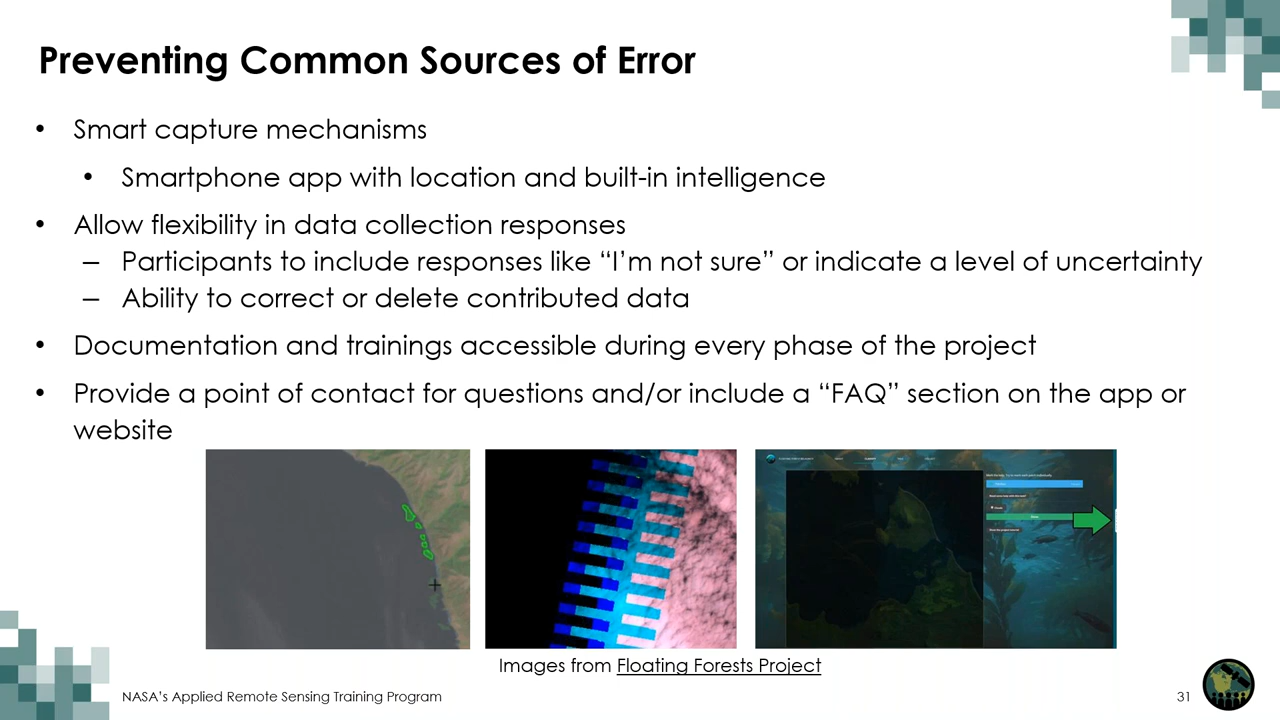 Preventing Common Sources of Error
• Smart capture mechanisms
• Smartphone app with location and built-in intelligence
• Allow flexibility in data collection responses
– Participants to include responses like “I’m not sure” or indicate a level of uncertainty
– Ability to correct or delete contributed data
• Documentation and trainings accessible during every phase of the project
• Provide a point of contact for questions and/or include a “FAQ” section on the app or
website
Images from Floating Forests Project
NASA’s Applied Remote Sensing Training Program
31